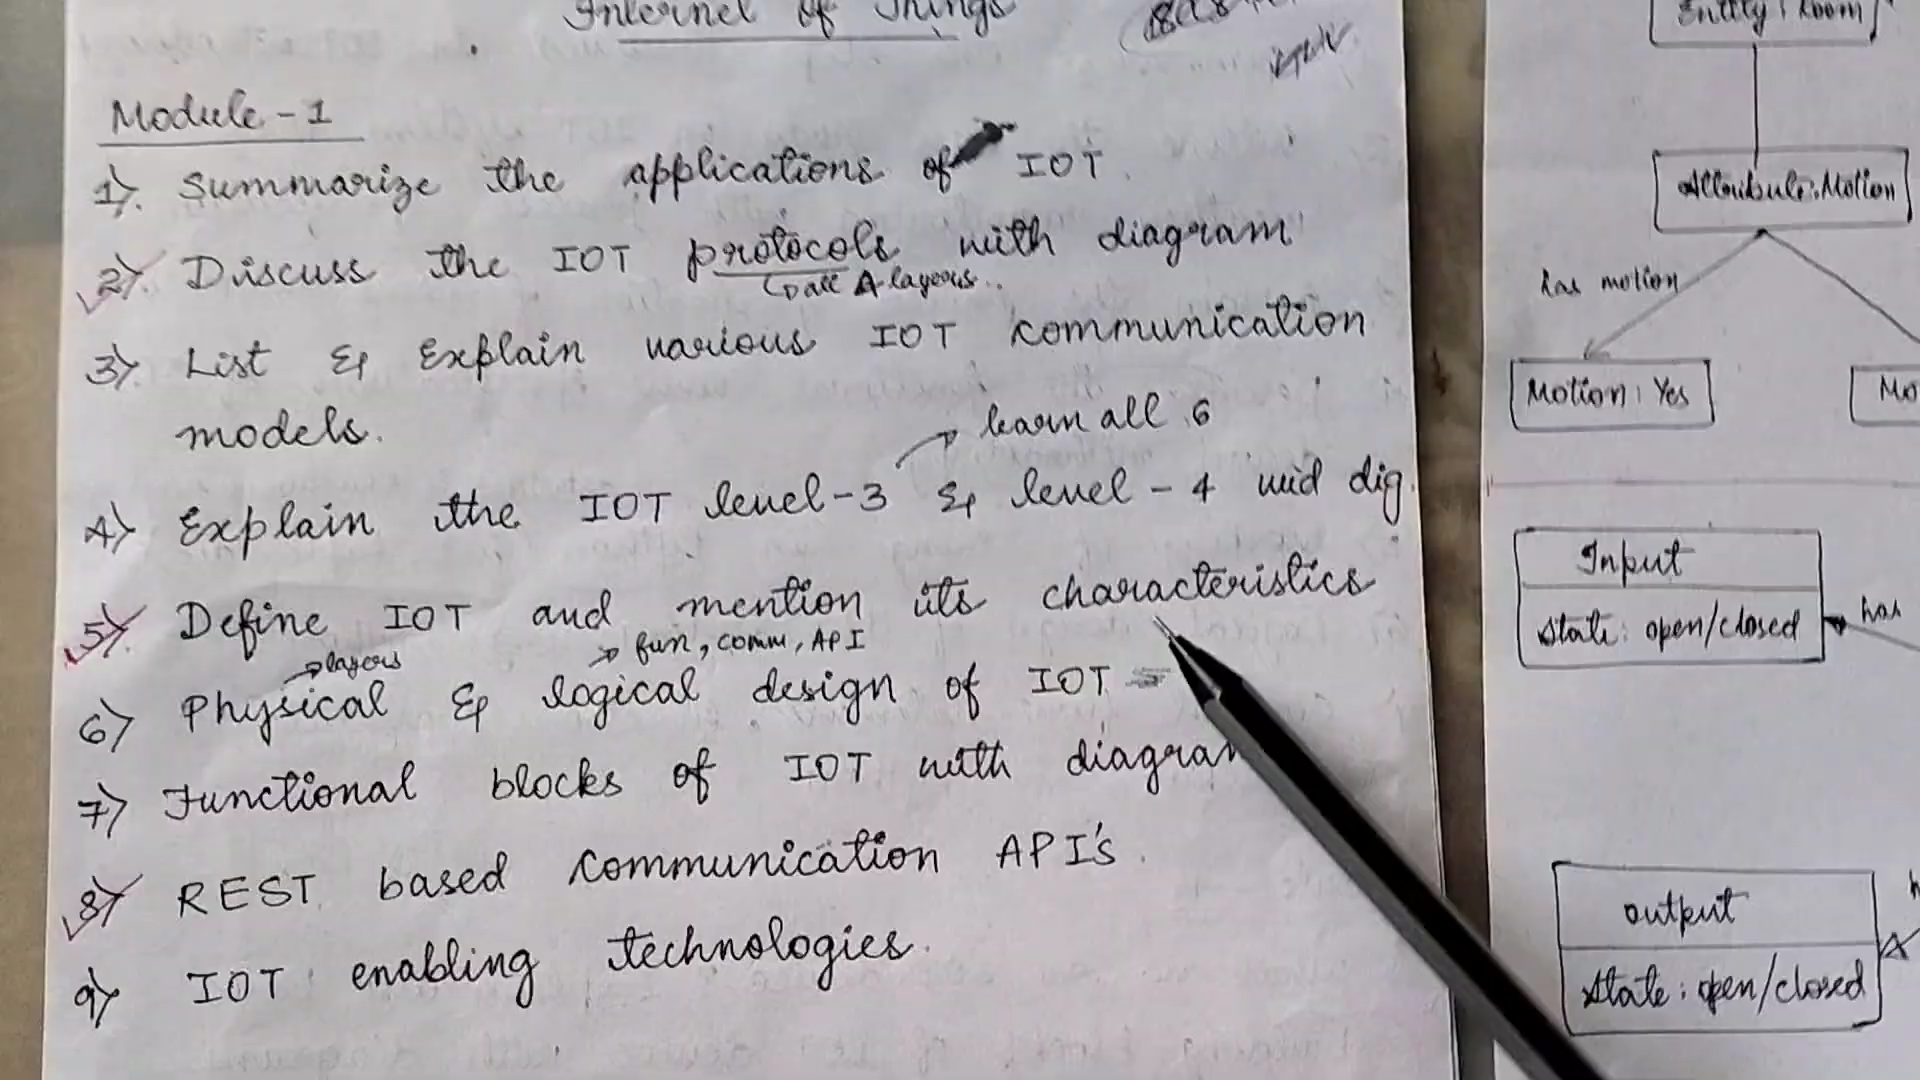 Internet of Things
Module - 1
1) Summarize the applications of IOT
2) Discuss the IOT protocols with diagram
all 4 layers..
3) List & Explain various IOT communication
models.
learn all 6
4) Explain the IOT level-3 & level-4 wid dig.
5) Define IOT and mention its characteristics
layers
fun, comm, API
6) Physical & logical design of IOT
7) Functional blocks of IOT with diagram
8) REST based communication API's.
9) IOT enabling technologies.
Entity: Room
Attribute: Motion
has motion
Motion: Yes
Mo
Input
State: open/closed
has
output
State: open/closed